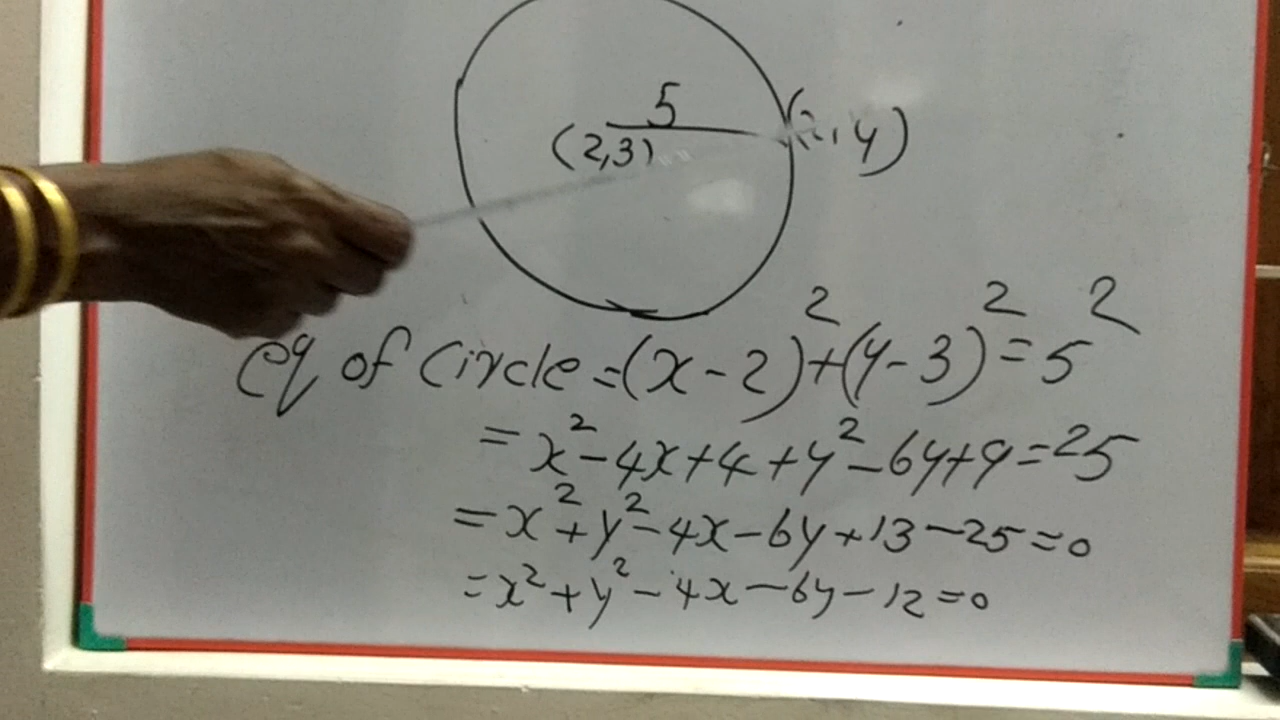 5
(2,3)
(x, y)
eq of circle = (x - 2)² + (y - 3)² = 5²
= x² - 4x + 4 + y² - 6y + 9 = 25
= x² + y² - 4x - 6y + 13 - 25 = 0
= x² + y² - 4x - 6y - 12 = 0